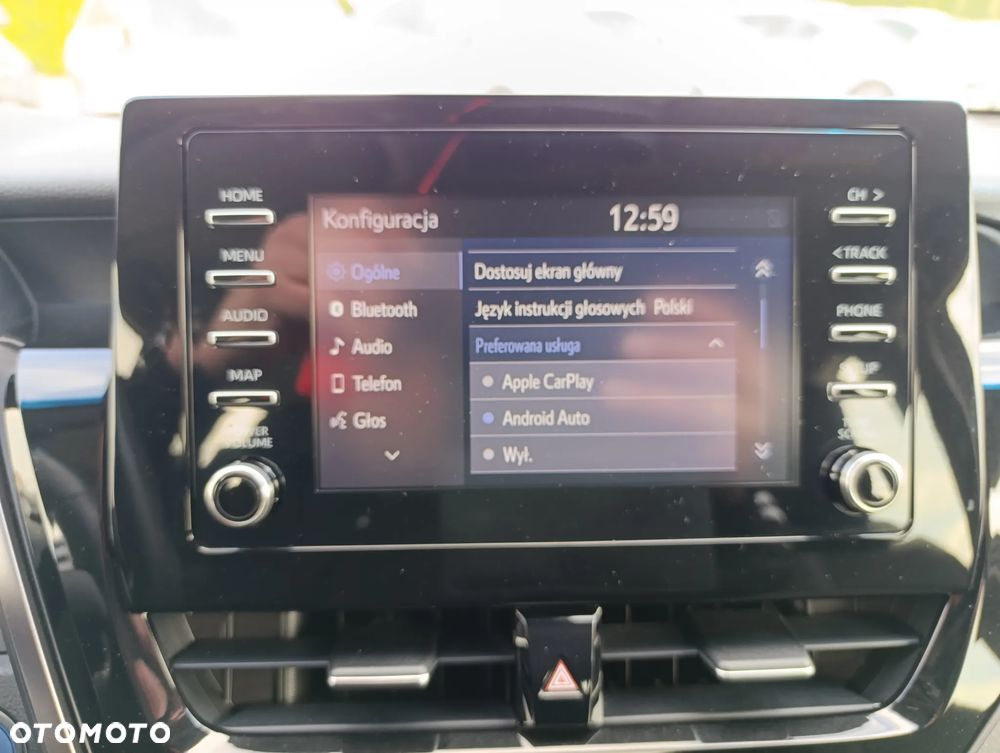 HOME
MENU
AUDIO
MAP
VOLUME
Konfiguracja 12:59
Ogólne
Bluetooth
Audio
Telefon
Głos
Dostosuj ekran główny
Język instrukcji głosowych Polski
Preferowana usługa
Apple CarPlay
Android Auto
Wył.
CH >
<TRACK
PHONE
OTOMOTO